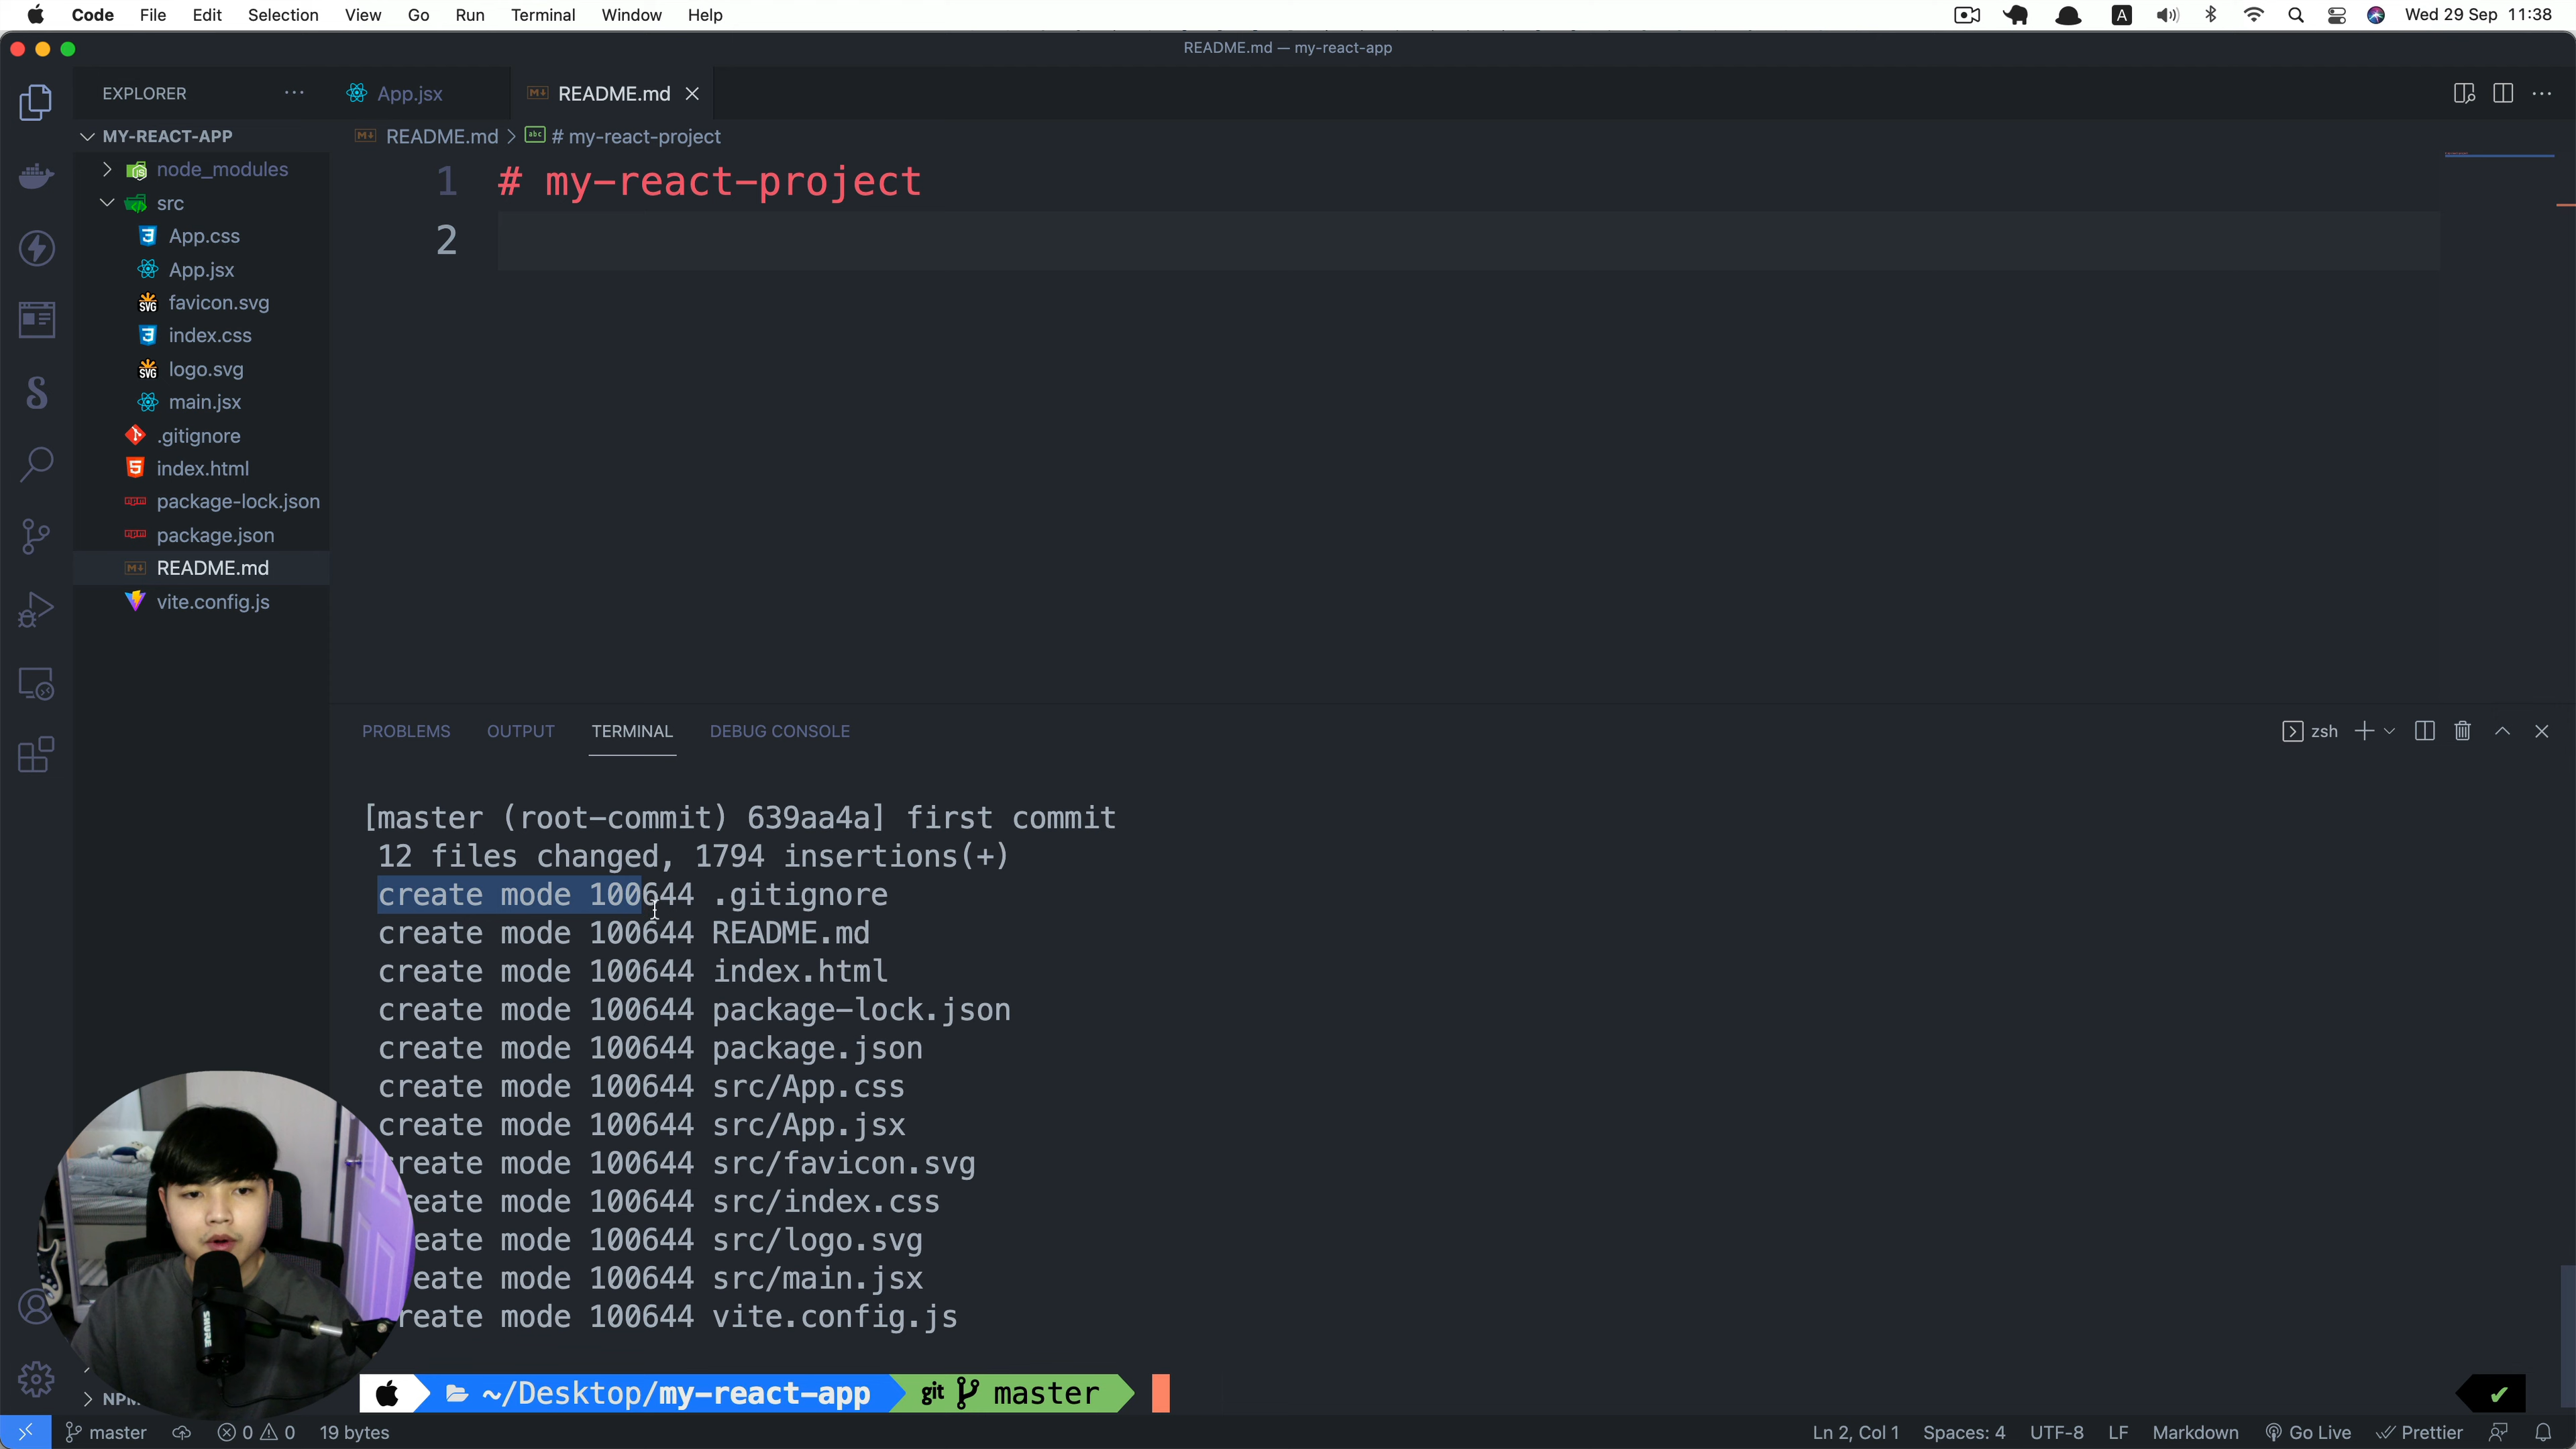 Code File Edit Selection View Go Run Terminal Window Help
A
Wed 29 Sep 11:38
README.md — my-react-app
EXPLORER
App.jsx
README.md
README.md > # my-react-project
MY-REACT-APP
node_modules
src
App.css
App.jsx
favicon.svg
index.css
logo.svg
main.jsx
.gitignore
index.html
package-lock.json
package.json
README.md
vite.config.js
1 # my-react-project
2
PROBLEMS OUTPUT TERMINAL DEBUG CONSOLE
zsh
[master (root-commit) 639aa4a] first commit
12 files changed, 1794 insertions(+)
create mode 100644 .gitignore
create mode 100644 README.md
create mode 100644 index.html
create mode 100644 package-lock.json
create mode 100644 package.json
create mode 100644 src/App.css
create mode 100644 src/App.jsx
reate mode 100644 src/favicon.svg
reate mode 100644 src/index.css
eate mode 100644 src/logo.svg
eate mode 100644 src/main.jsx
reate mode 100644 vite.config.js
SHURE
NPM
~/Desktop/my-react-app git master
master 0 0 19 bytes
Ln 2, Col 1 Spaces: 4 UTF-8 LF Markdown Go Live Prettier